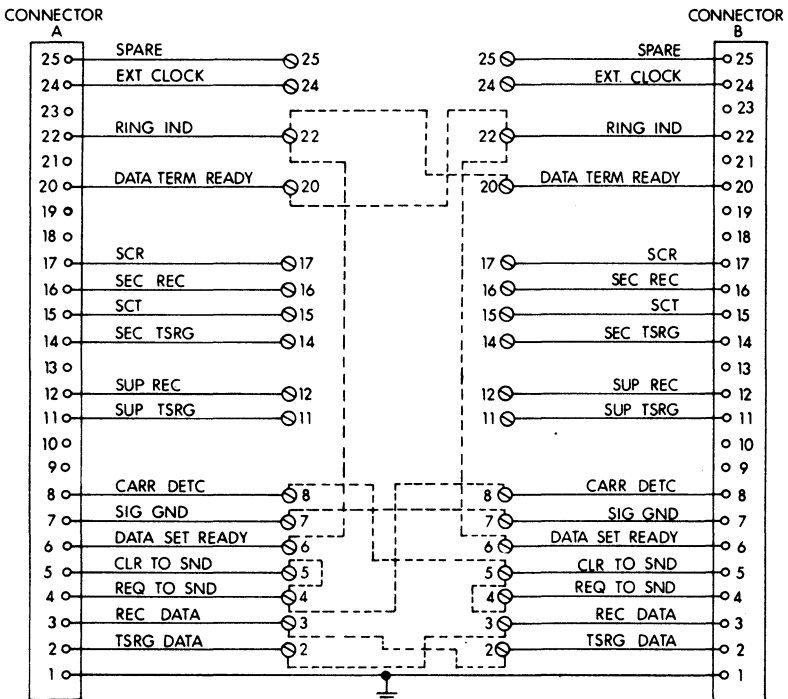 CONNECTOR A CONNECTOR B
25 SPARE 25 25 SPARE 25
24 EXT CLOCK 24 24 EXT. CLOCK 24
23 23
22 RING IND 22 22 RING IND 22
21 21
20 DATA TERM READY 20 20 DATA TERM READY 20
19 19
18 18
17 SCR 17 17 SCR 17
16 SEC REC 16 16 SEC REC 16
15 SCT 15 15 SCT 15
14 SEC TSRG 14 14 SEC TSRG 14
13 13
12 SUP REC 12 12 SUP REC 12
11 SUP TSRG 11 11 SUP TSRG 11
10 10
9 9
8 CARR DETC 8 8 CARR DETC 8
7 SIG GND 7 7 SIG GND 7
6 DATA SET READY 6 6 DATA SET READY 6
5 CLR TO SND 5 5 CLR TO SND 5
4 REQ TO SND 4 4 REQ TO SND 4
3 REC DATA 3 3 REC DATA 3
2 TSRG DATA 2 2 TSRG DATA 2
1 1